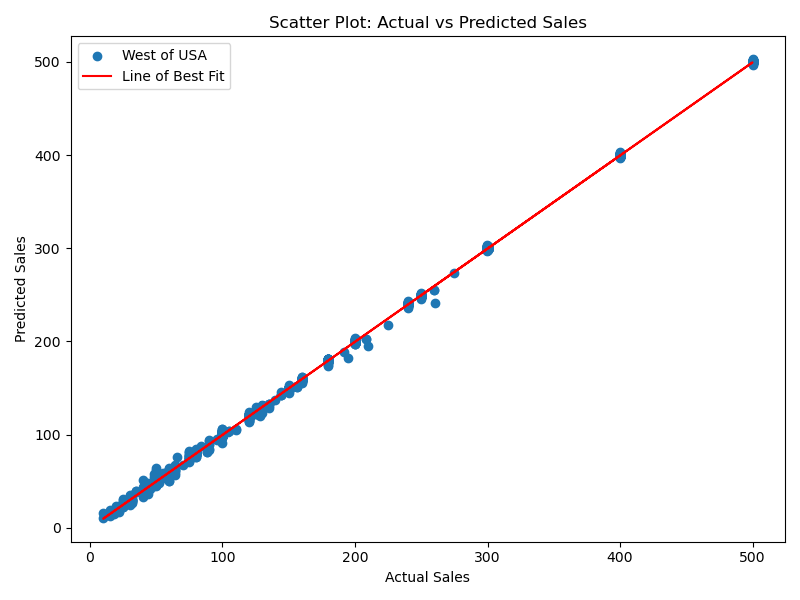 Scatter Plot: Actual vs Predicted Sales
West of USA
Line of Best Fit
500
400
300
200
100
0
Predicted Sales
0 100 200 300 400 500
Actual Sales